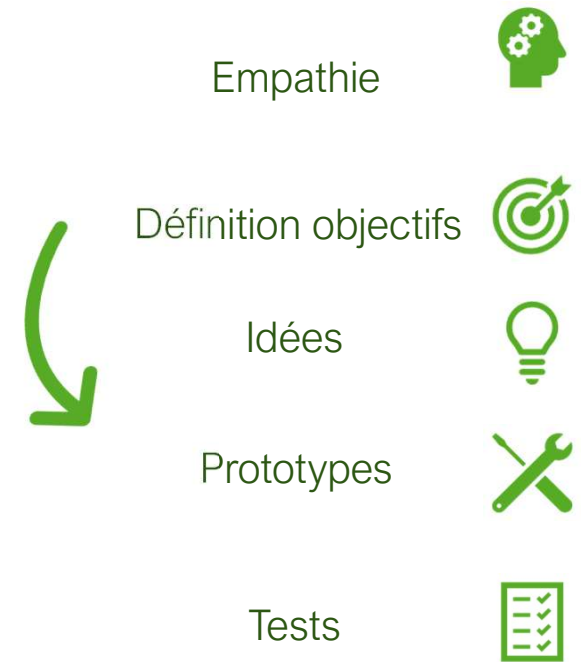 Empathie
Définition objectifs
Idées
Prototypes
Tests